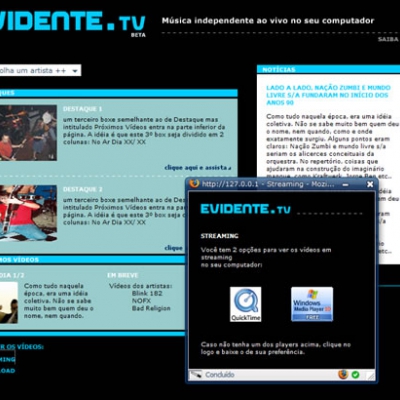 EVIDENTE.TV
BETA
Música independente ao vivo no seu computador
SAIBA
olha um artista ++
QUES
DESTAQUE 1
um terceiro boxe semelhante ao de Destaque mas
intitulado Próximos Vídeos entra na parte inferior da
página. A idéia é que este 3º box seja dividido em 2
colunas: No Ar Dia XX/ XX
clique aqui e assista
DESTAQUE 2
um terceiro boxe semelhante ao de
intitulado Próximos Vídeos entra na
página. A idéia é que este 3º box se
colunas: No Ar Dia XX/ XX
MOS VÍDEOS
DIA 1/2
Como tudo naquela
época, era uma idéia
coletiva. Não se sabe
muito bem quem deu o
nome, nem quando.
EM BREVE
Vídeos dos artistas:
Blink 182
NOFX
Bad Religion
ER OS VÍDEOS:
MING
LOAD
NOTÍCIAS
LADO A LADO, NAÇÃO ZUMBI E MUNDO
LIVRE S/A FUNDARAM NO INÍCIO DOS
ANOS 90
Como tudo naquela época, era uma idéia
coletiva. Não se sabe muito bem quem deu
o nome, nem quando, como e onde
exatamente surgiu. Alguns pontos eram
claros: Nação Zumbi e mundo livre s/a
seriam os alicerces conceituais da
orquestra. No repertório, coisas que
ajudaram na construção do imaginário
mangue, como Kraftwerk, Jorge Ben
http://127.0.0.1 - Streaming - Mozi...
EVIDENTE.TV
STREAMING
Você tem 2 opções para ver os vídeos em
streaming
no seu computador:
QuickTime
Windows
Media Player
Caso não tenha um dos players acima, clique no
logo e baixe o de sua preferência.
Concluído